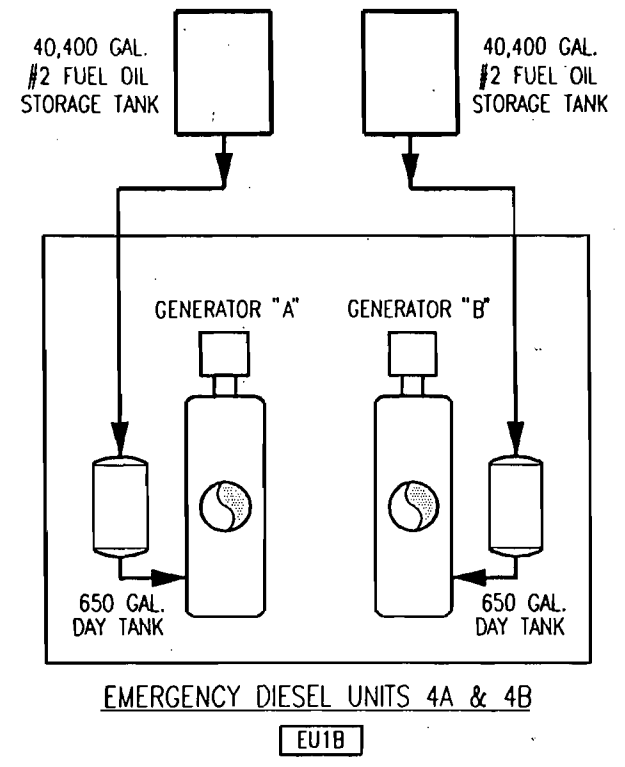 40,400 GAL.
#2 FUEL OIL
STORAGE TANK
40,400 GAL.
#2 FUEL OIL
STORAGE TANK
GENERATOR "A"
GENERATOR "B"
650 GAL.
DAY TANK
650 GAL.
DAY TANK
EMERGENCY DIESEL UNITS 4A & 4B
EU1B